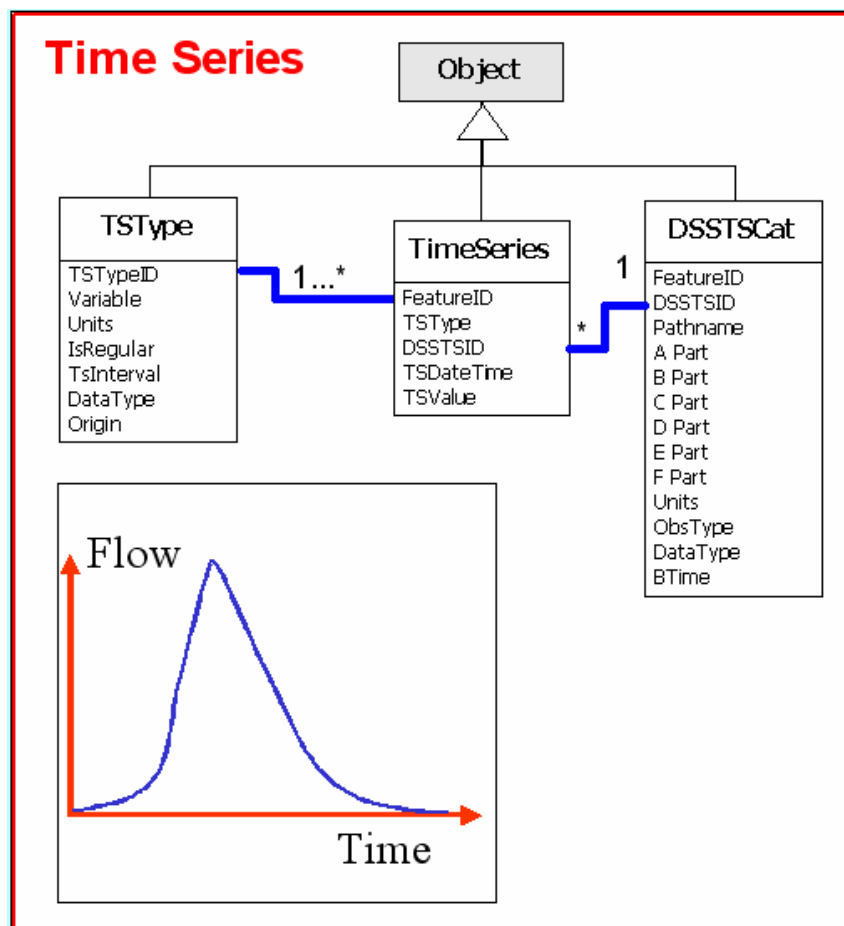 Time Series
Object
TSType
TSTypeID
Variable
Units
IsRegular
TsInterval
DataType
Origin
1...*
TimeSeries
FeatureID
TSType
DSSTSID
TSDateTime
TSValue
1
*
DSSTSCat
FeatureID
DSSTSID
Pathname
A Part
B Part
C Part
D Part
E Part
F Part
Units
ObsType
DataType
BTime
Flow
Time